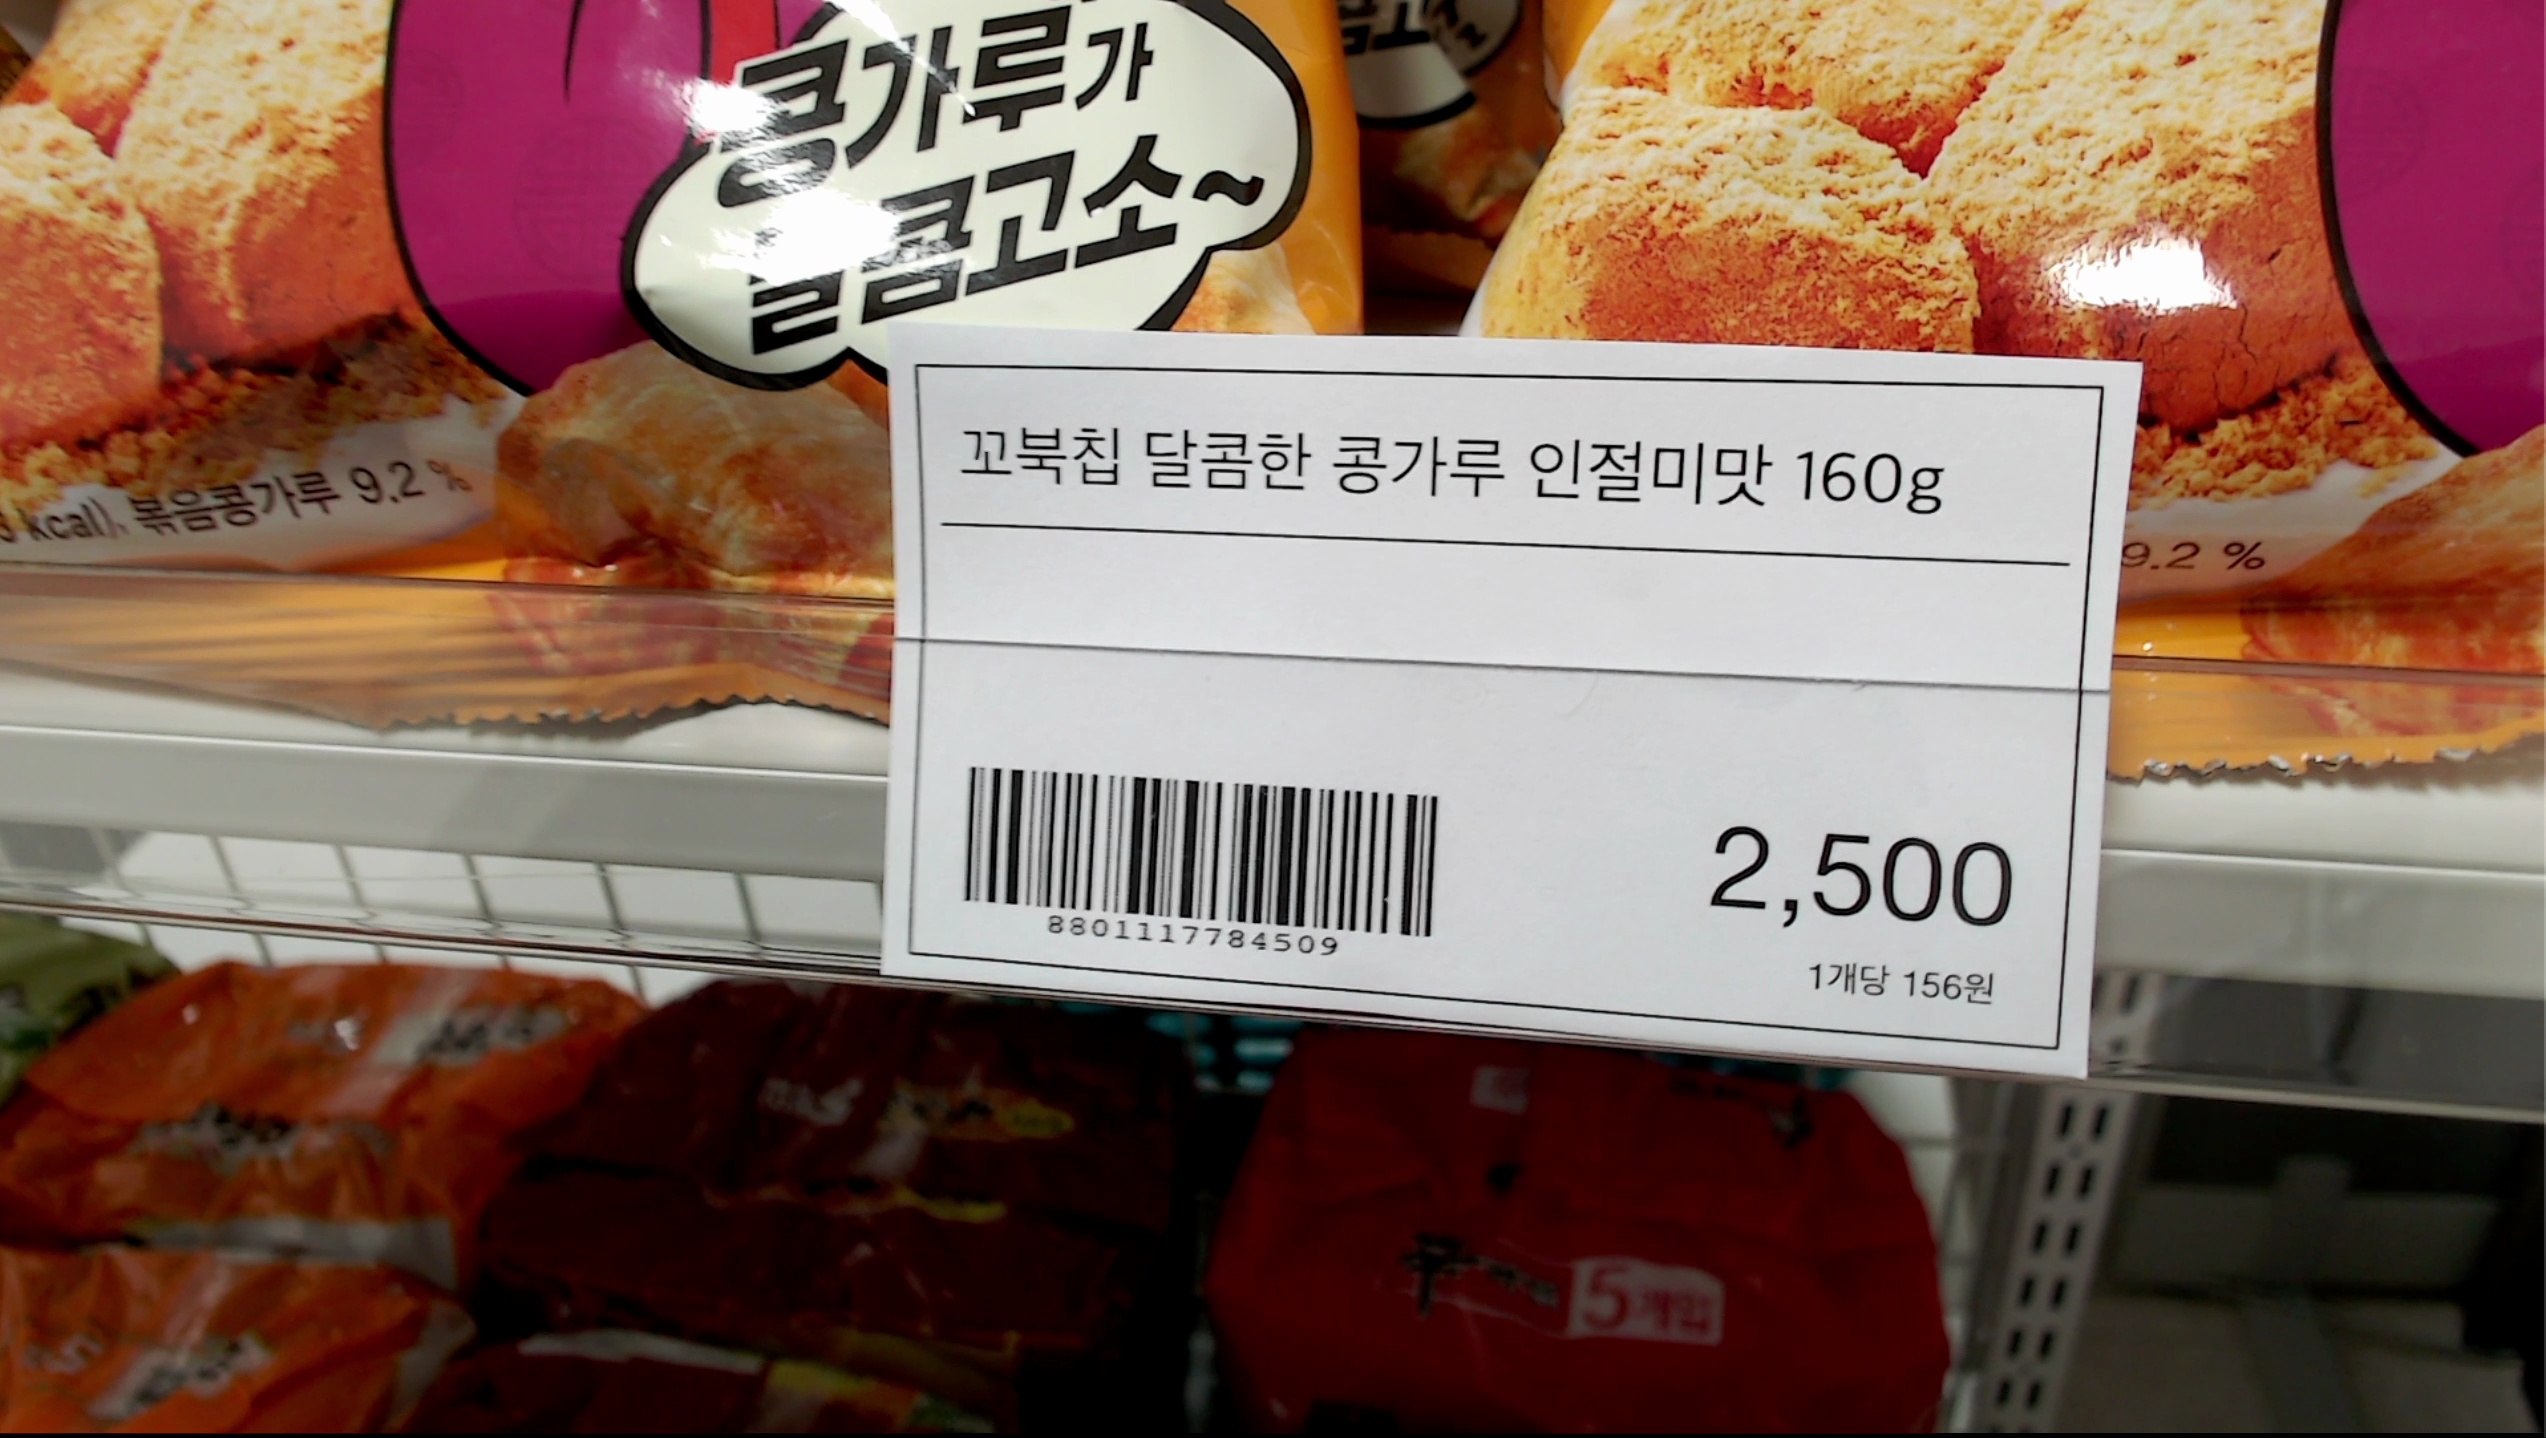 콩가루가
달콤고소~
kcal), 볶음콩가루 9.2 %
9.2 %
꼬북칩 달콤한 콩가루 인절미맛 160g
8801117784509
2,500
1개당 156원
5개입